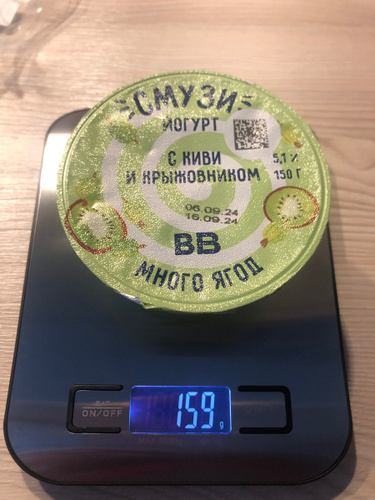 СМУЗИ
ЙОГУРТ
С КИВИ 5,1%
И КРЫЖОВНИКОМ 150 Г
06.09.24
16.09.24
ВВ
МНОГО ЯГОД
ON/OFF
159 g